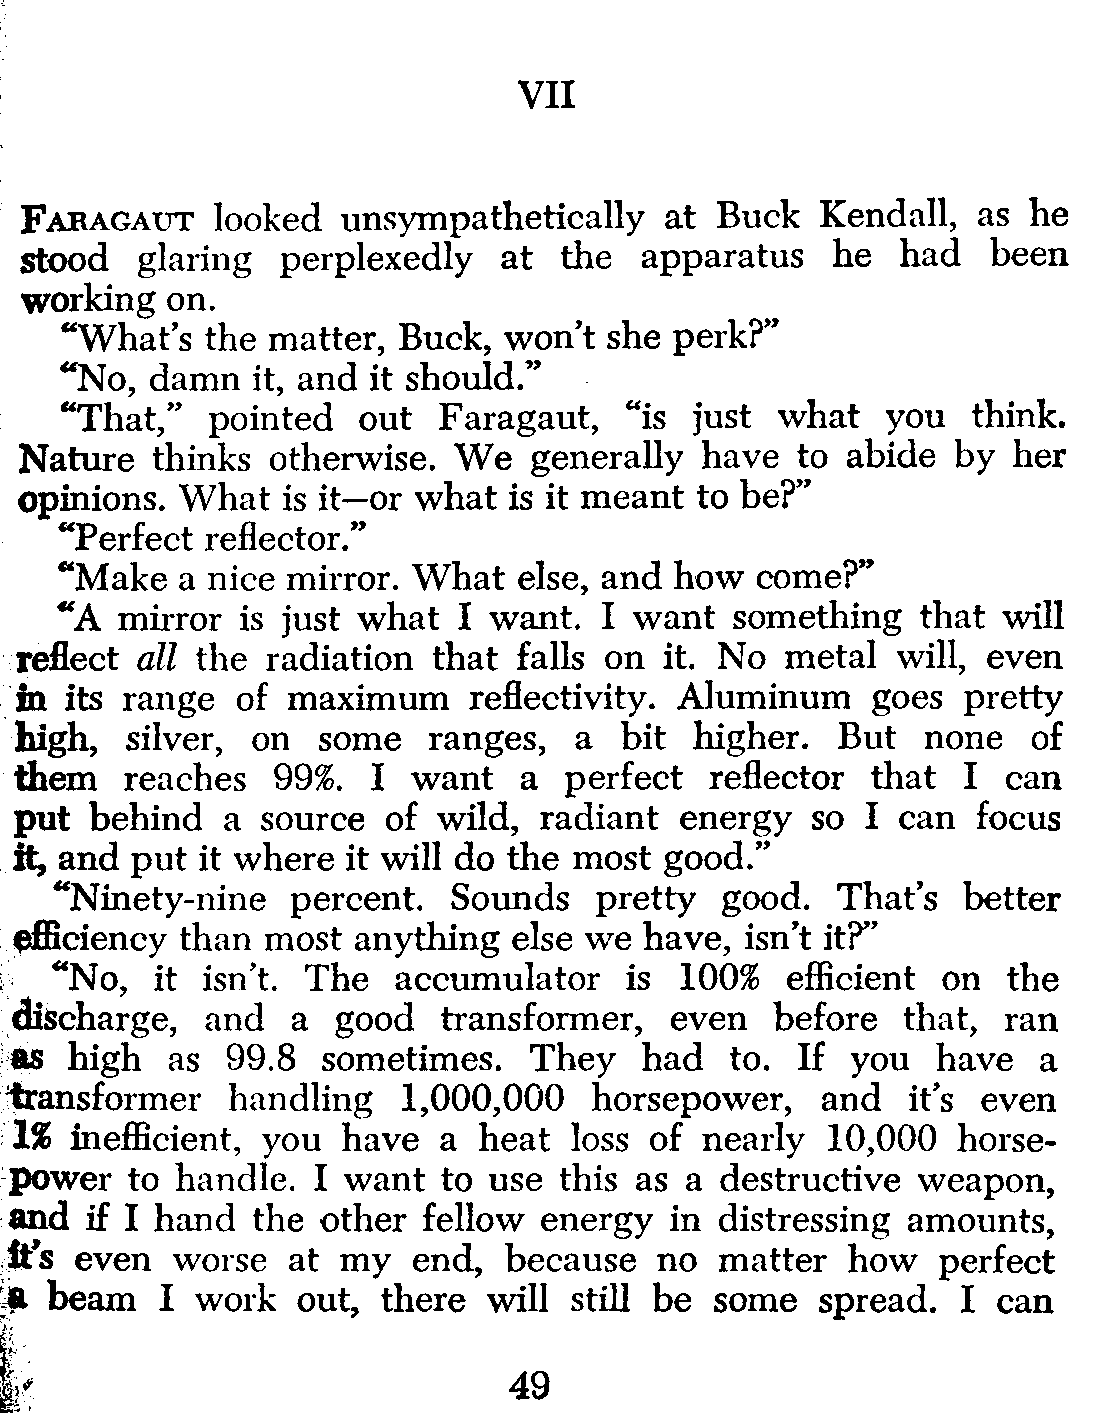 VII
FARAGAUT looked unsympathetically at Buck Kendall, as he
stood glaring perplexedly at the apparatus he had been
working on.
“What’s the matter, Buck, won’t she perk?”
“No, damn it, and it should.”
“That,” pointed out Faragaut, “is just what you think.
Nature thinks otherwise. We generally have to abide by her
opinions. What is it—or what is it meant to be?”
“Perfect reflector.”
“Make a nice mirror. What else, and how come?”
“A mirror is just what I want. I want something that will
reflect all the radiation that falls on it. No metal will, even
in its range of maximum reflectivity. Aluminum goes pretty
high, silver, on some ranges, a bit higher. But none of
them reaches 99%. I want a perfect reflector that I can
put behind a source of wild, radiant energy so I can focus
it, and put it where it will do the most good.”
“Ninety-nine percent. Sounds pretty good. That’s better
efficiency than most anything else we have, isn’t it?”
“No, it isn’t. The accumulator is 100% efficient on the
discharge, and a good transformer, even before that, ran
as high as 99.8 sometimes. They had to. If you have a
transformer handling 1,000,000 horsepower, and it’s even
1% inefficient, you have a heat loss of nearly 10,000 horse-
power to handle. I want to use this as a destructive weapon,
and if I hand the other fellow energy in distressing amounts,
it’s even worse at my end, because no matter how perfect
a beam I work out, there will still be some spread. I can
49